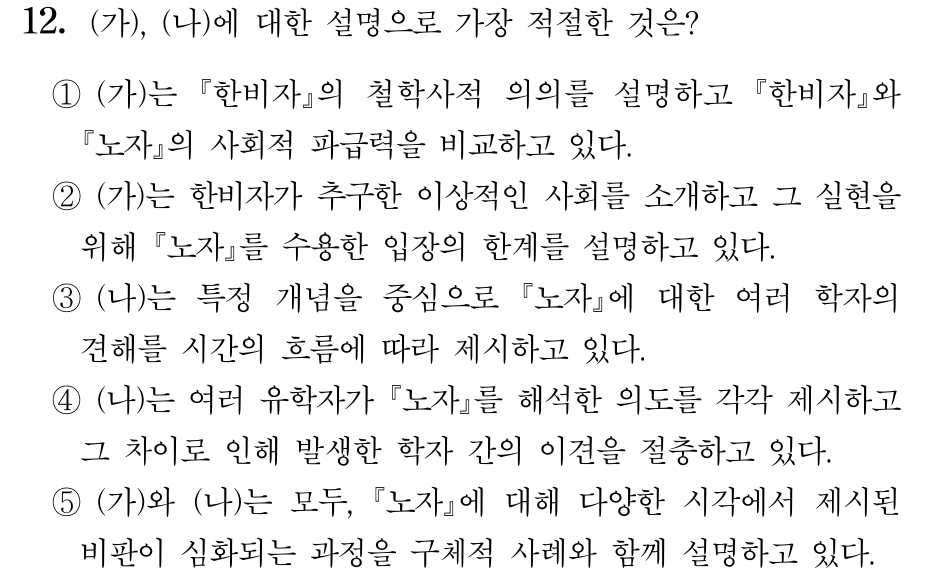 12. (가), (나)에 대한 설명으로 가장 적절한 것은?
① (가)는 『한비자』의 철학사적 의의를 설명하고 『한비자』와
『노자』의 사회적 파급력을 비교하고 있다.
② (가)는 한비자가 추구한 이상적인 사회를 소개하고 그 실현을
위해 『노자』를 수용한 입장의 한계를 설명하고 있다.
③ (나)는 특정 개념을 중심으로 『노자』에 대한 여러 학자의
견해를 시간의 흐름에 따라 제시하고 있다.
④ (나)는 여러 유학자가 『노자』를 해석한 의도를 각각 제시하고
그 차이로 인해 발생한 학자 간의 이견을 절충하고 있다.
⑤ (가)와 (나)는 모두, 『노자』에 대해 다양한 시각에서 제시된
비판이 심화되는 과정을 구체적 사례와 함께 설명하고 있다.